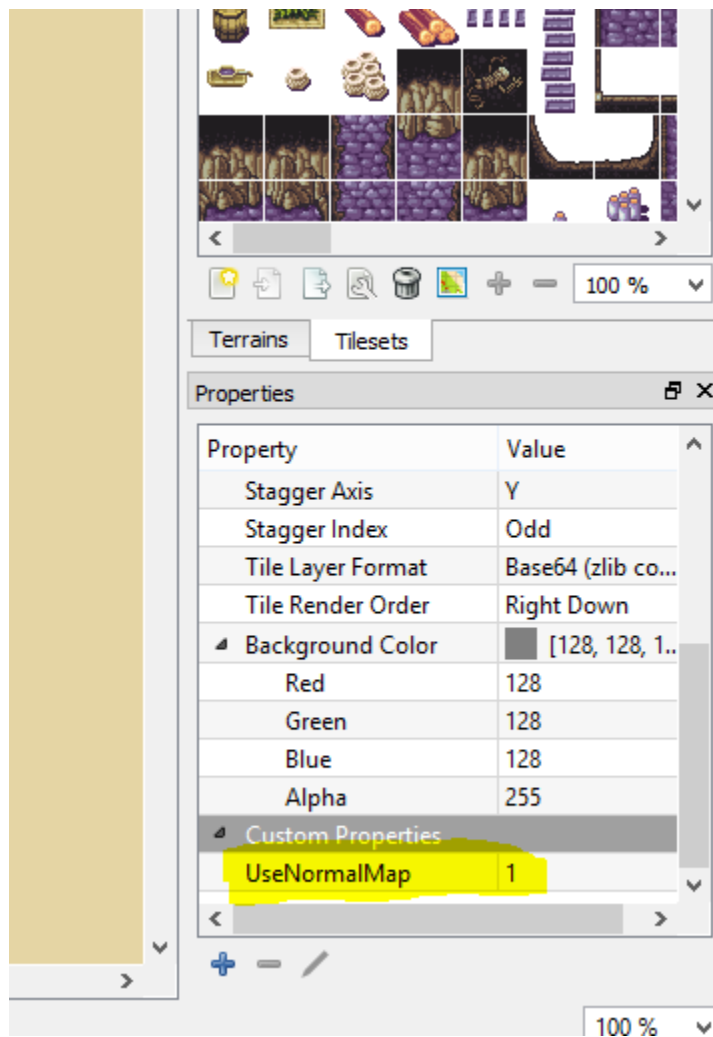 100 %
Terrains Tilesets
Properties
Property Value
Stagger Axis Y
Stagger Index Odd
Tile Layer Format Base64 (zlib co...
Tile Render Order Right Down
Background Color [128, 128, 1..
Red 128
Green 128
Blue 128
Alpha 255
Custom Properties
UseNormalMap 1
100 %